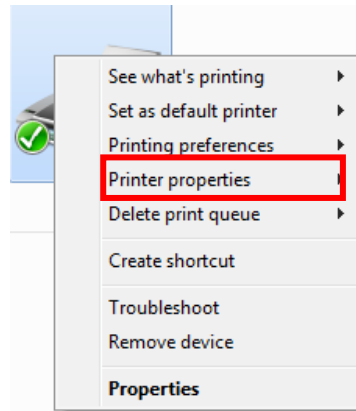 See what's printing
Set as default printer
Printing preferences
Printer properties
Delete print queue
Create shortcut
Troubleshoot
Remove device
Properties